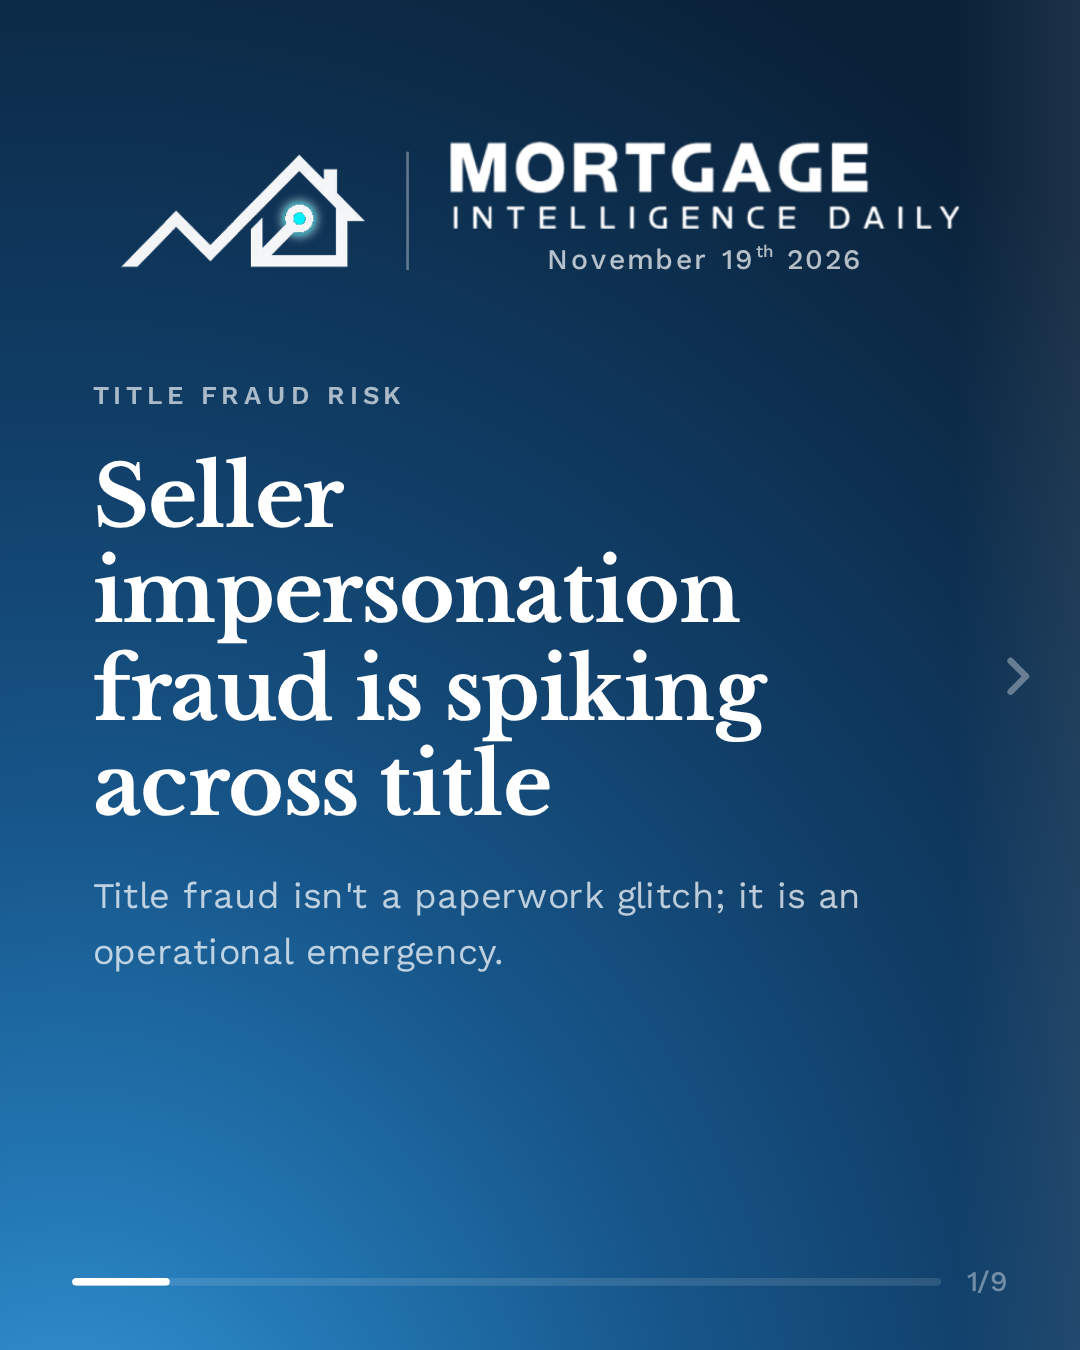 MORTGAGE
INTELLIGENCE DAILY
November 19th 2026
TITLE FRAUD RISK
Seller
impersonation
fraud is spiking
across title
Title fraud isn't a paperwork glitch; it is an
operational emergency.
1/9